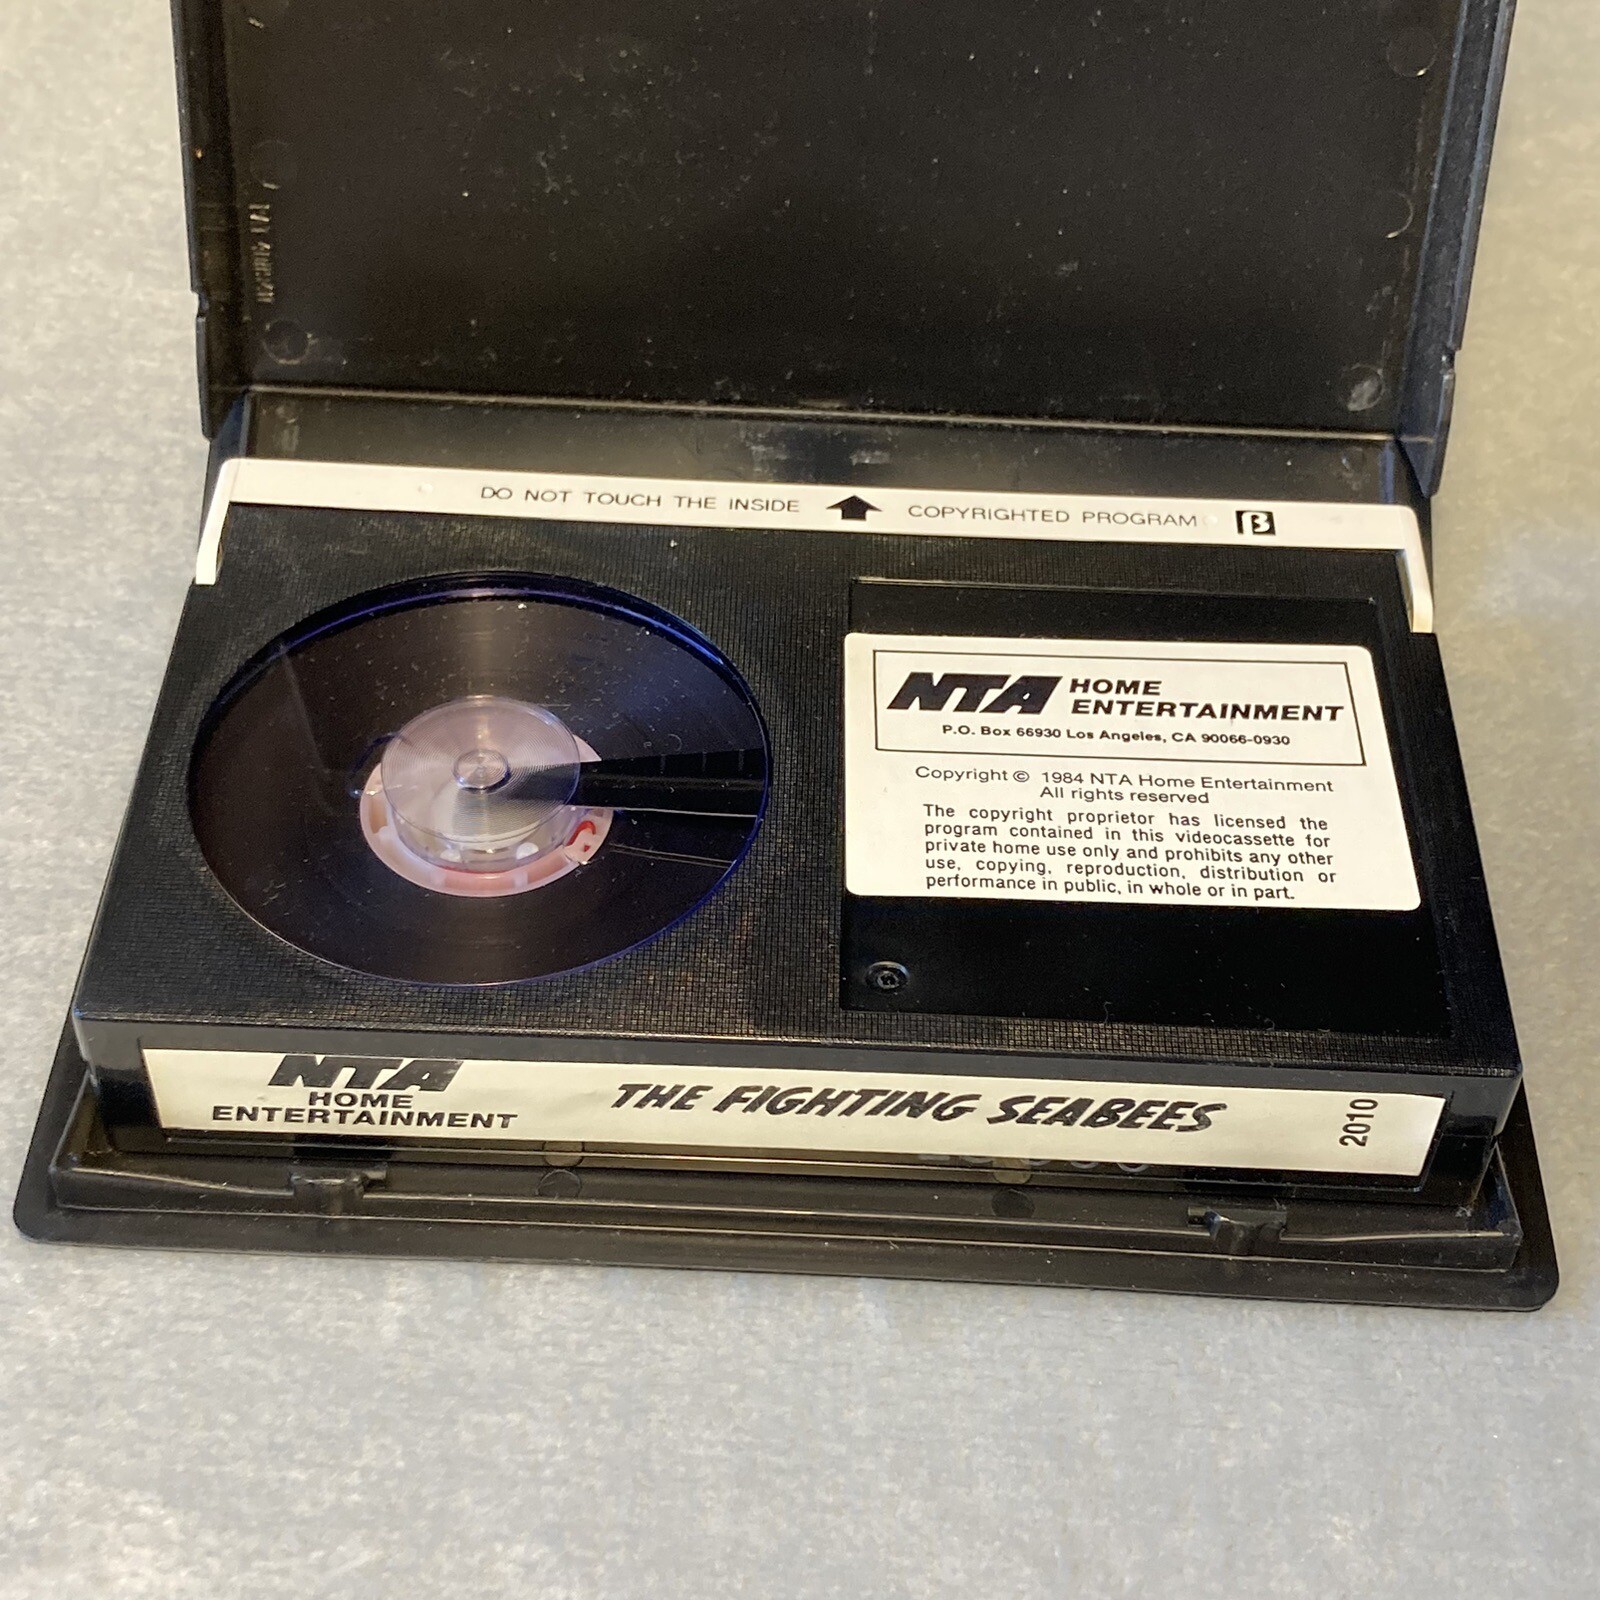 DO NOT TOUCH THE INSIDE COPYRIGHTED PROGRAM β
NTA HOME
ENTERTAINMENT
P.O. Box 66930 Los Angeles, CA 90066-0930
Copyright © 1984 NTA Home Entertainment
All rights reserved
The copyright proprietor has licensed the
program contained in this videocassette for
private home use only and prohibits any other
use, copying, reproduction, distribution or
performance in public, in whole or in part.
NTA
HOME
ENTERTAINMENT
THE FIGHTING SEABEES
2010